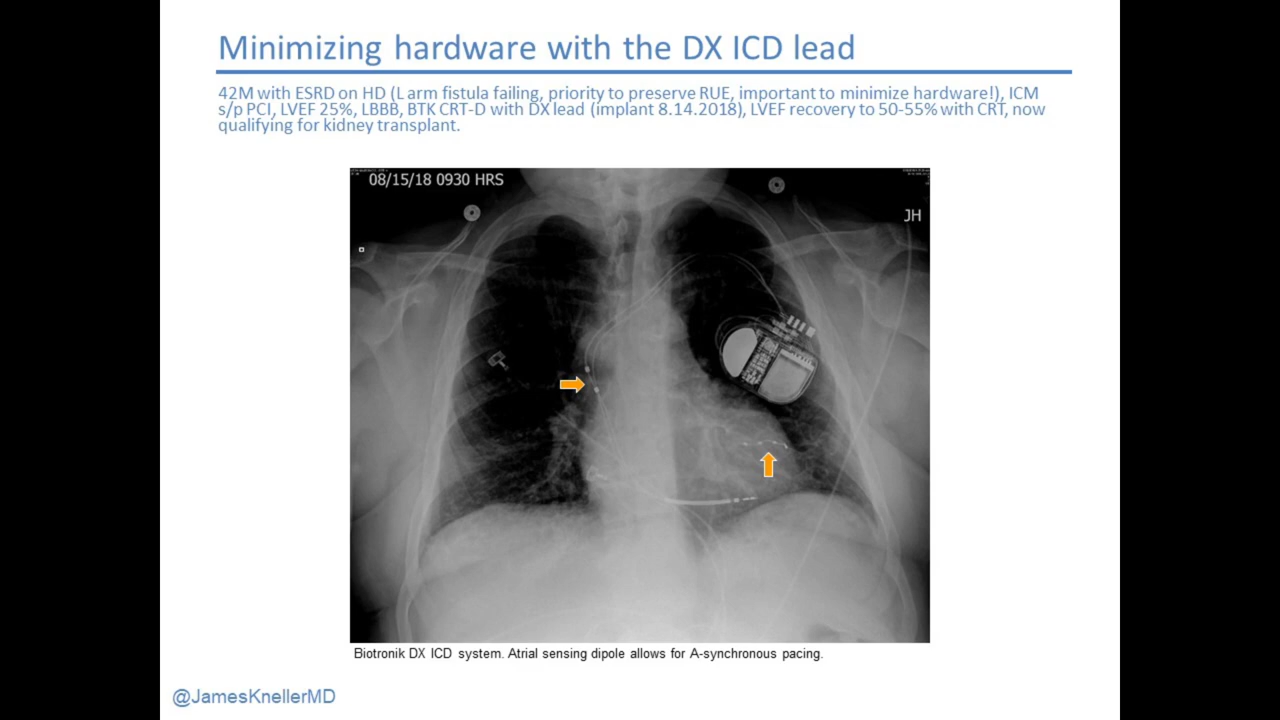 Minimizing hardware with the DX ICD lead
42M with ESRD on HD (L arm fistula failing, priority to preserve RUE, important to minimize hardware!), ICM
s/p PCI, LVEF 25%, LBBB, BTK CRT-D with DX lead (implant 8.14.2018), LVEF recovery to 50-55% with CRT, now
qualifying for kidney transplant.
08/15/18 0930 HRS
JH
Biotronik DX ICD system. Atrial sensing dipole allows for A-synchronous pacing.
@JamesKnellerMD